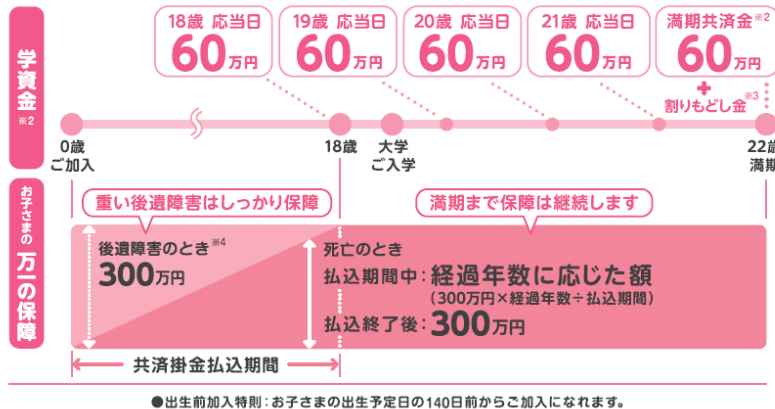 18歳 応当日
60万円
19歳 応当日
60万円
20歳 応当日
60万円
21歳 応当日
60万円
満期共済金※2
60万円
+
割りもどし金※3
学資金
※2
0歳
ご加入
18歳
大学
ご入学
22歳
満期
お子さまの
万一の保障
重い後遺障害はしっかり保障
満期まで保障は継続します
後遺障害のとき※4
300万円
死亡のとき
払込期間中：経過年数に応じた額
（300万円×経過年数÷払込期間）
払込終了後：300万円
共済掛金払込期間
●出生前加入特則：お子さまの出生予定日の140日前からご加入になれます。